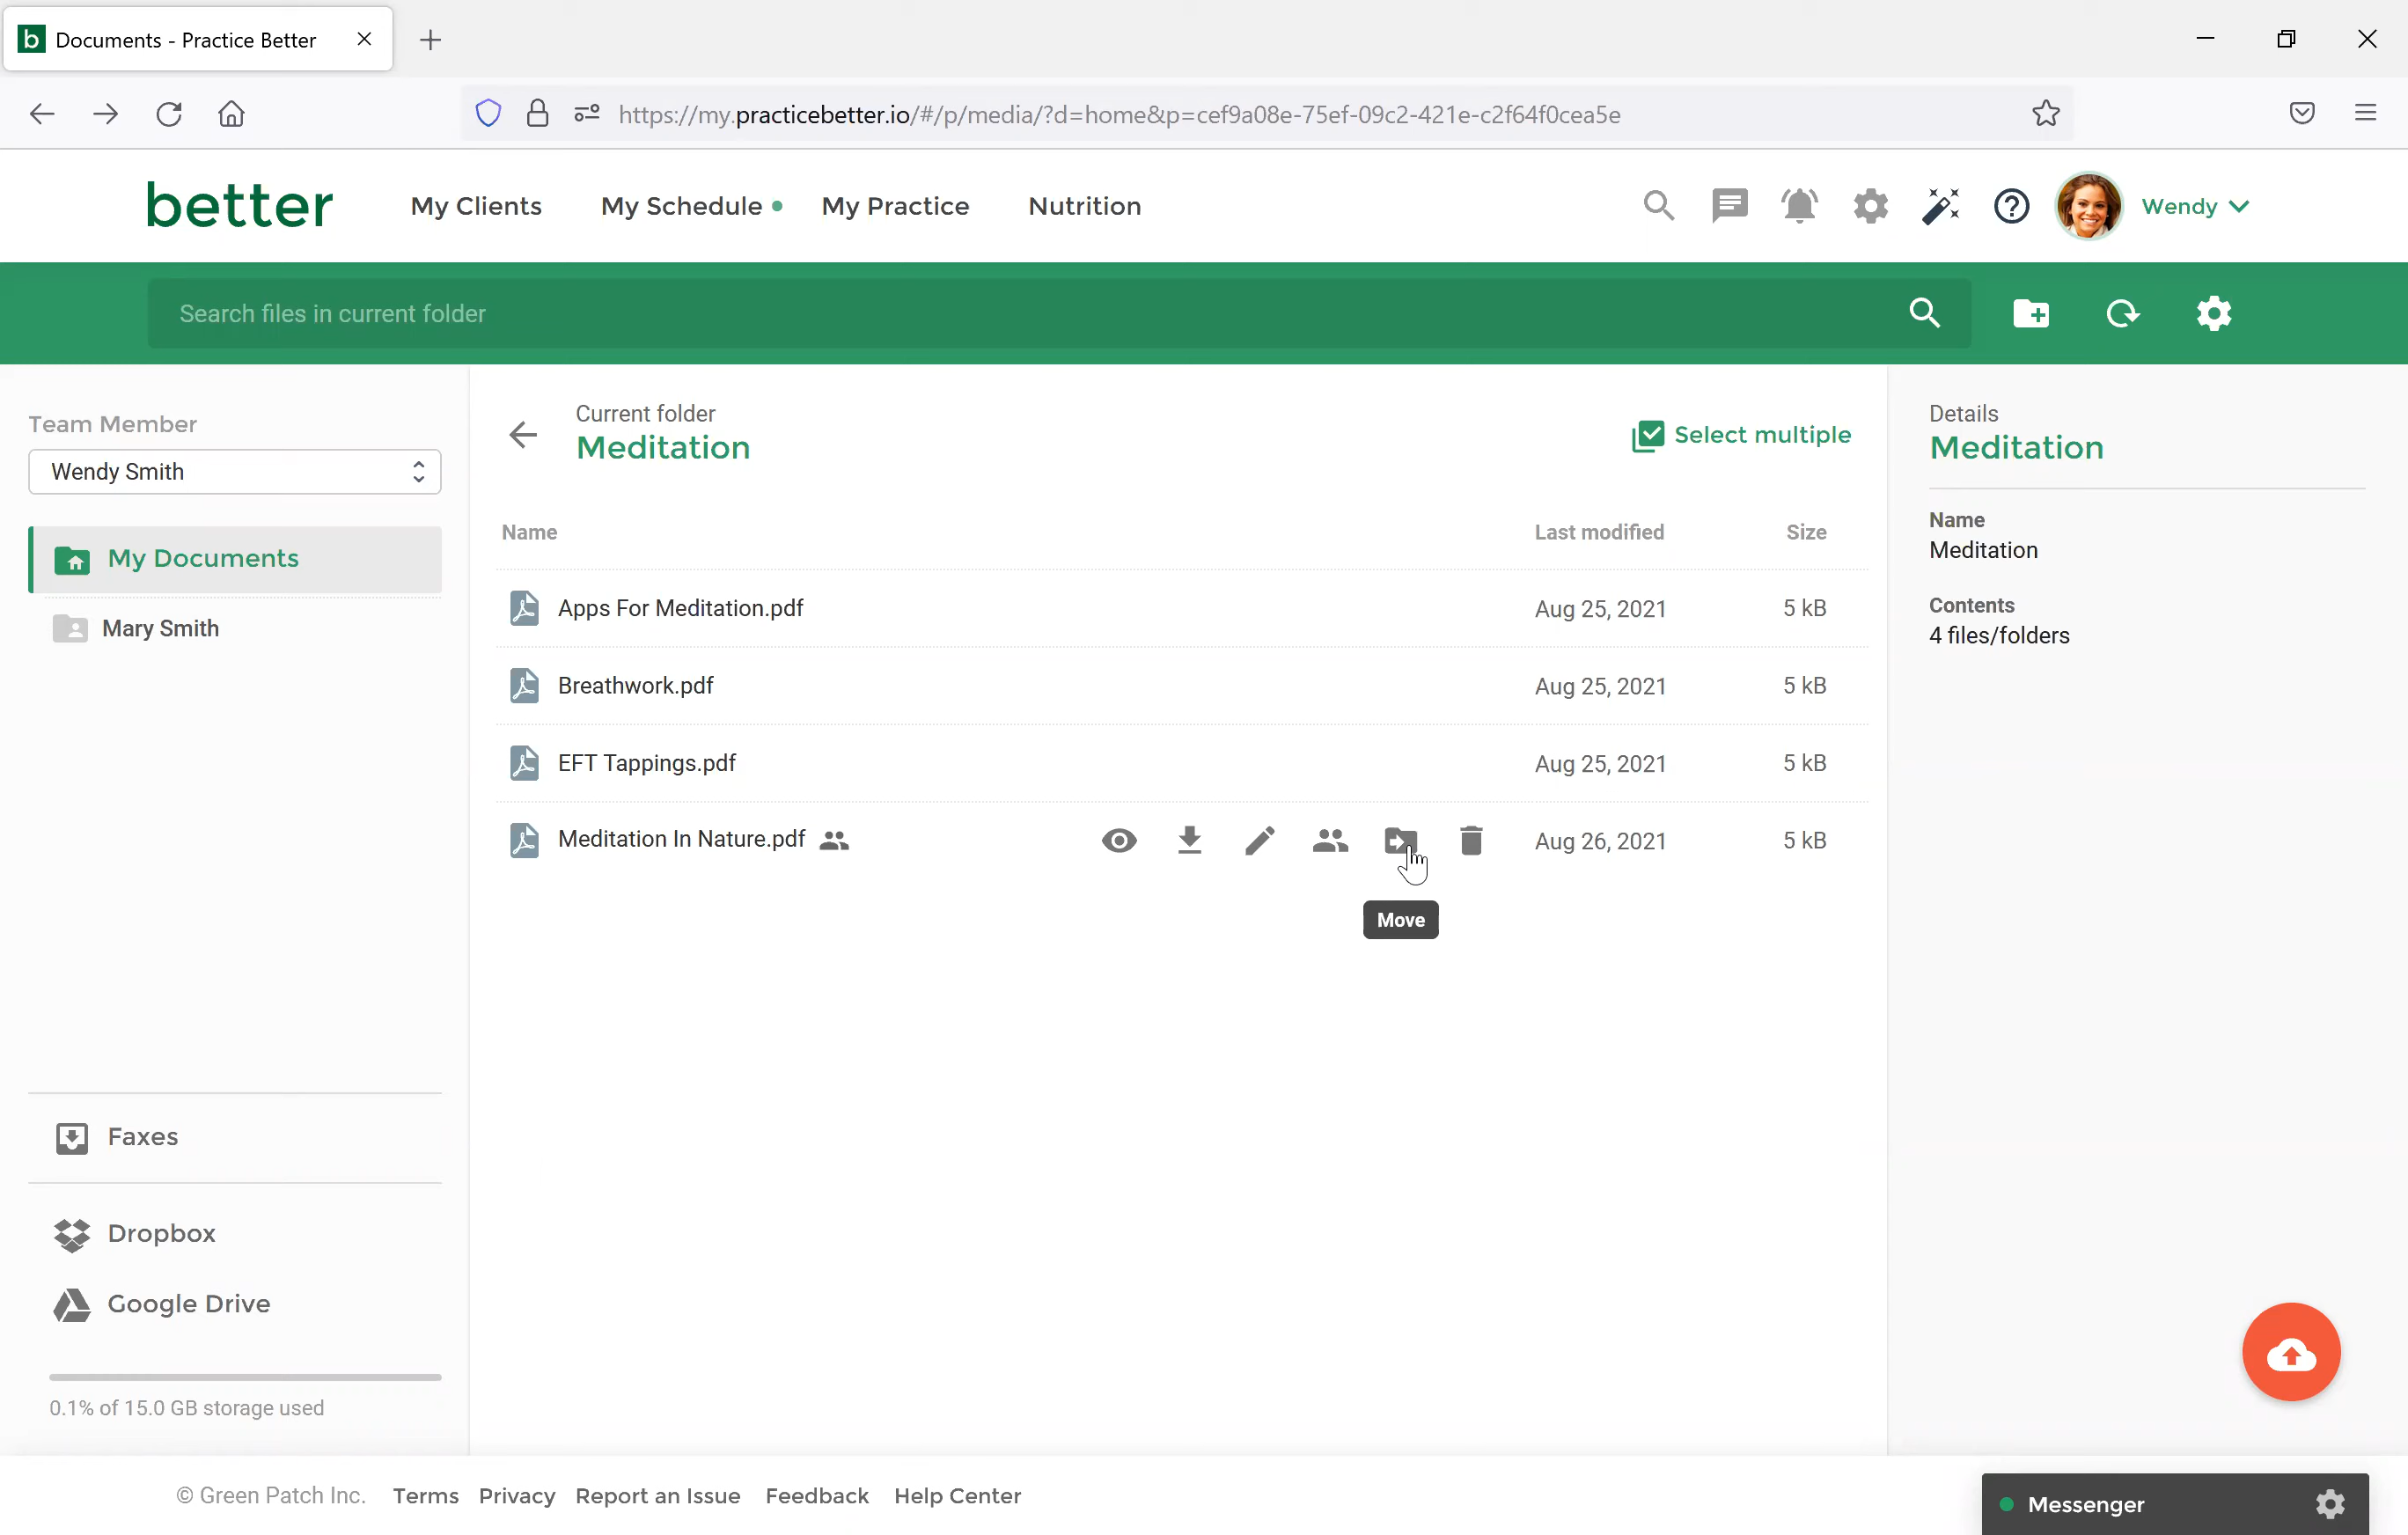 Documents - Practice Better
https://my.practicebetter.io/#/p/media/?d=home&p=cef9a08e-75ef-09c2-421e-c2f64f0cea5e
better My Clients My Schedule My Practice Nutrition Wendy
Search files in current folder
Team Member
Wendy Smith
My Documents
Mary Smith
Faxes
Dropbox
Google Drive
0.1% of 15.0 GB storage used
Current folder
Meditation
Select multiple
Name Last modified Size
Apps For Meditation.pdf Aug 25, 2021 5 kB
Breathwork.pdf Aug 25, 2021 5 kB
EFT Tappings.pdf Aug 25, 2021 5 kB
Meditation In Nature.pdf Aug 26, 2021 5 kB
Move
Details
Meditation
Name
Meditation
Contents
4 files/folders
© Green Patch Inc. Terms Privacy Report an Issue Feedback Help Center
Messenger